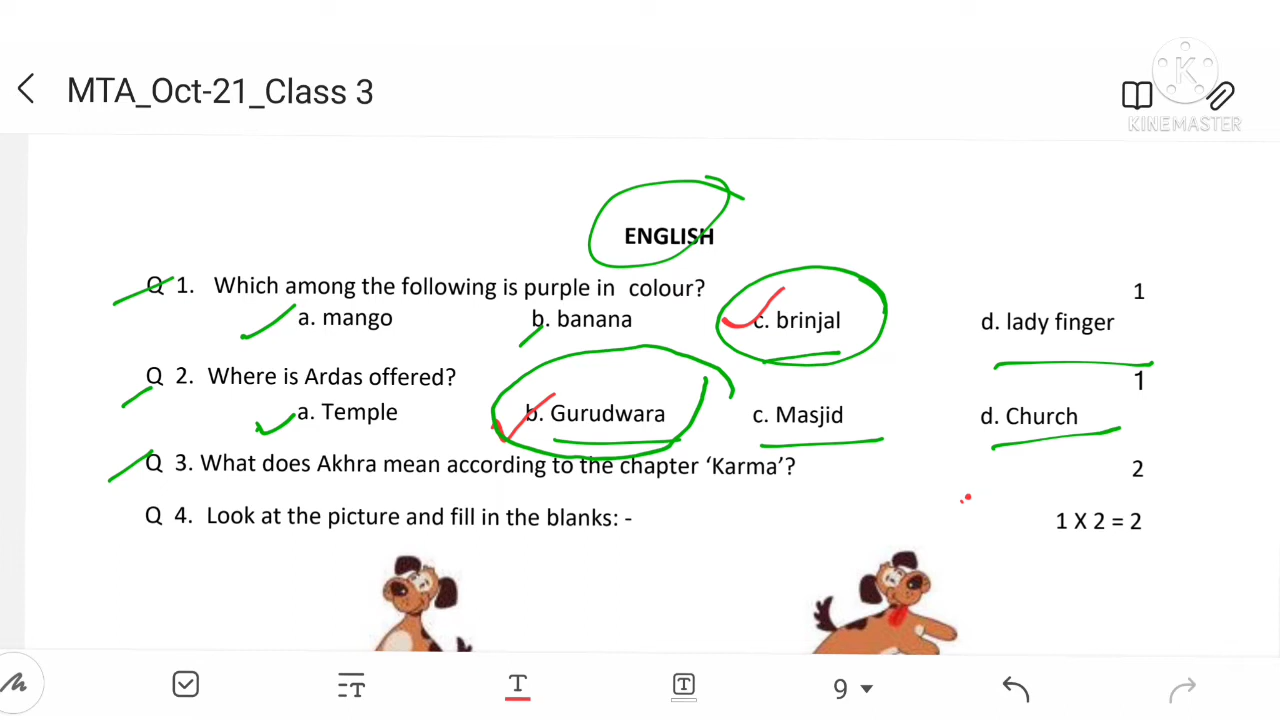 MTA_Oct-21_Class 3
KINEMASTER
ENGLISH
Q 1. Which among the following is purple in colour? 1
a. mango b. banana c. brinjal d. lady finger
Q 2. Where is Ardas offered? 1
a. Temple b. Gurudwara c. Masjid d. Church
Q 3. What does Akhra mean according to the chapter ‘Karma’? 2
Q 4. Look at the picture and fill in the blanks: - 1 X 2 = 2
T T T 9